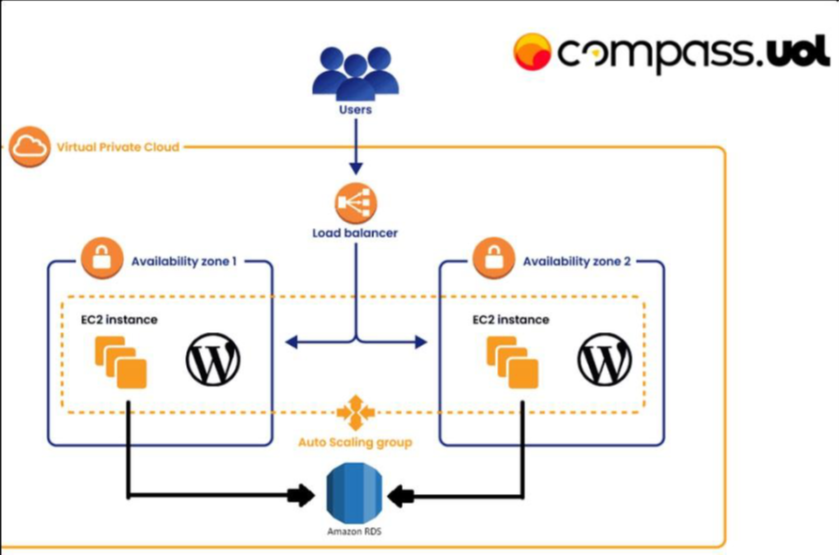 compass.uol
Users
Virtual Private Cloud
Load balancer
Availability zone 1
Availability zone 2
EC2 instance
EC2 instance
Auto Scaling group
Amazon RDS